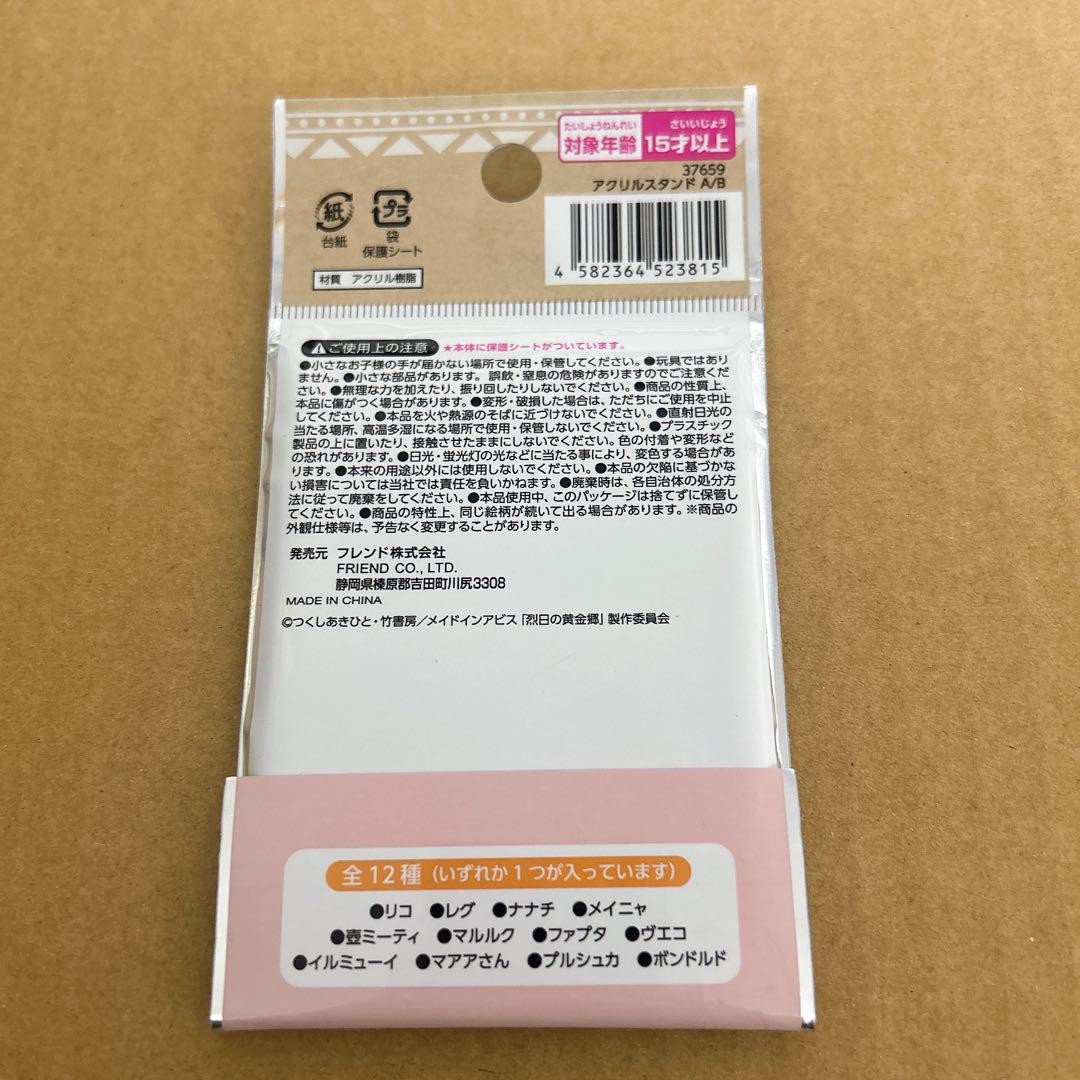 たいしょうねんれい さいいじょう
対象年齢 15才以上
37659
アクリルスタンド A/B
紙 プラ
台紙 袋
保護シート
材質 アクリル樹脂
4 582364 523815
ご使用上の注意 ★本体に保護シートがついています。
●小さなお子様の手が届かない場所で使用・保管してください。●玩具ではあり
ません。●小さな部品があります。誤飲・窒息の危険がありますのでご注意くだ
さい。●無理な力を加えたり、振り回したりしないでください。●商品の性質上、
本品に傷がつく場合があります。●変形・破損した場合は、ただちにご使用を中止
してください。●本品を火や熱源のそばに近づけないでください。●直射日光の
当たる場所、高温多湿になる場所で使用・保管しないでください。●プラスチック
製品の上に置いたり、接触させたままにしないでください。色の付着や変形など
の恐れがあります。●日光・蛍光灯の光などに当たる事により、変色する場合があ
ります。●本来の用途以外には使用しないでください。●本品の欠陥に基づかな
い損害については当社では責任を負いかねます。●廃棄時は、各自治体の処分方
法に従って廃棄をしてください。●本品使用中、このパッケージは捨てずに保管し
てください。●商品の特性上、同じ絵柄が続いて出る場合があります。※商品の
外観仕様等は、予告なく変更することがあります。
発売元 フレンド株式会社
FRIEND CO., LTD.
静岡県榛原郡吉田町川尻3308
MADE IN CHINA
©つくしあきひと・竹書房／メイドインアビス「烈日の黄金郷」製作委員会
全12種（いずれか1つが入っています）
●リコ ●レグ ●ナナチ ●メイニャ
●壺ミーティ ●マルルク ●ファプタ ●ヴエコ
●イルミューイ ●マアアさん ●プルシュカ ●ボンドルド